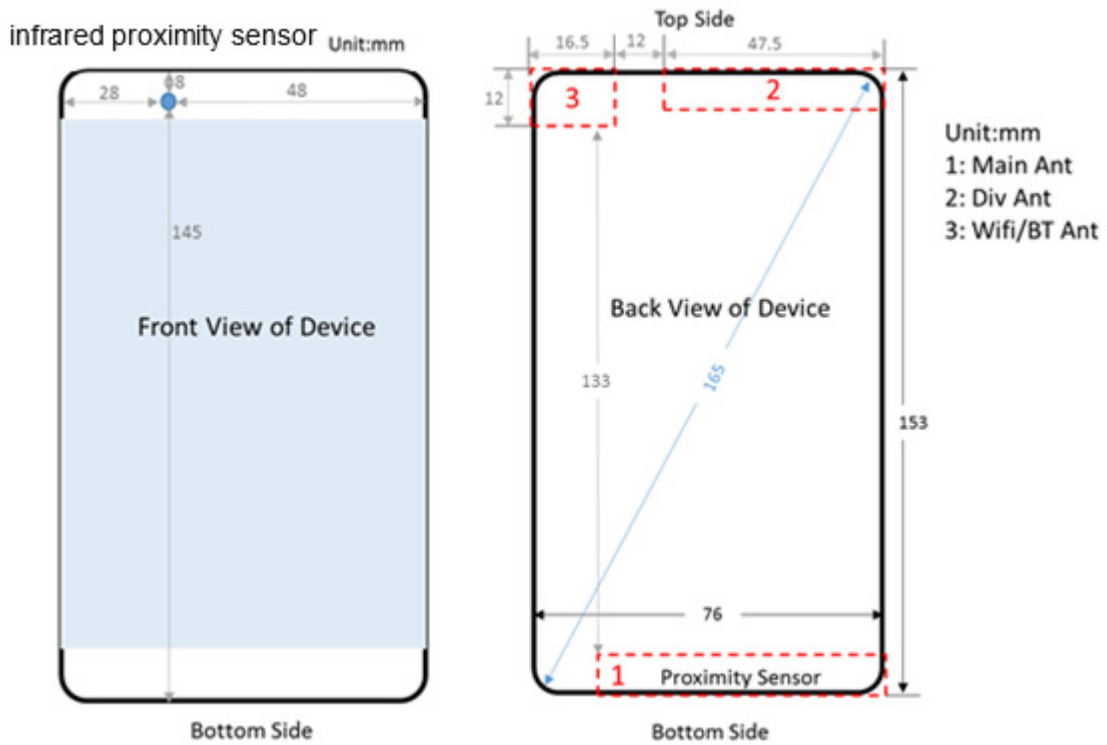 infrared proximity sensor Unit:mm
08
28
48
145
Front View of Device
Bottom Side
Top Side
16.5
12
47.5
12
3
2
Back View of Device
165
133
153
76
1
Proximity Sensor
Bottom Side
Unit:mm
1: Main Ant
2: Div Ant
3: Wifi/BT Ant